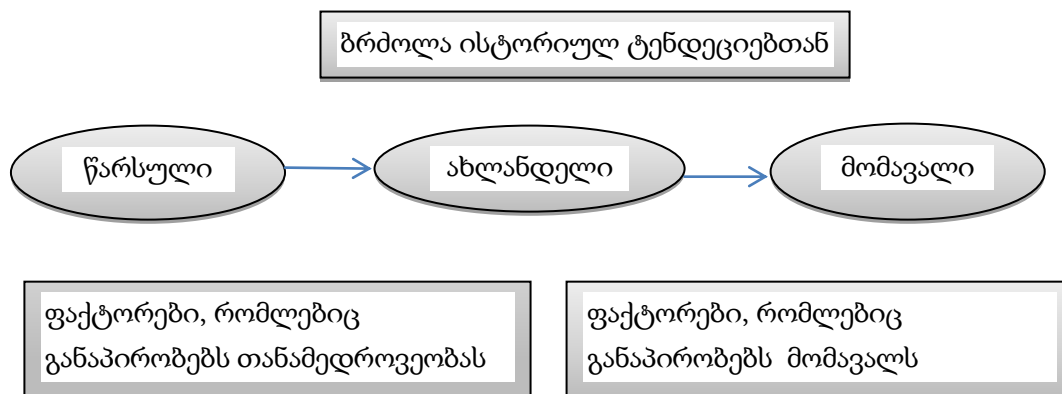 ბრძოლა ისტორიულ ტენდეციებთან
წარსული
ახლანდელი
მომავალი
ფაქტორები, რომლებიც
განაპირობებს თანამედროვეობას
ფაქტორები, რომლებიც
განაპირობებს მომავალს